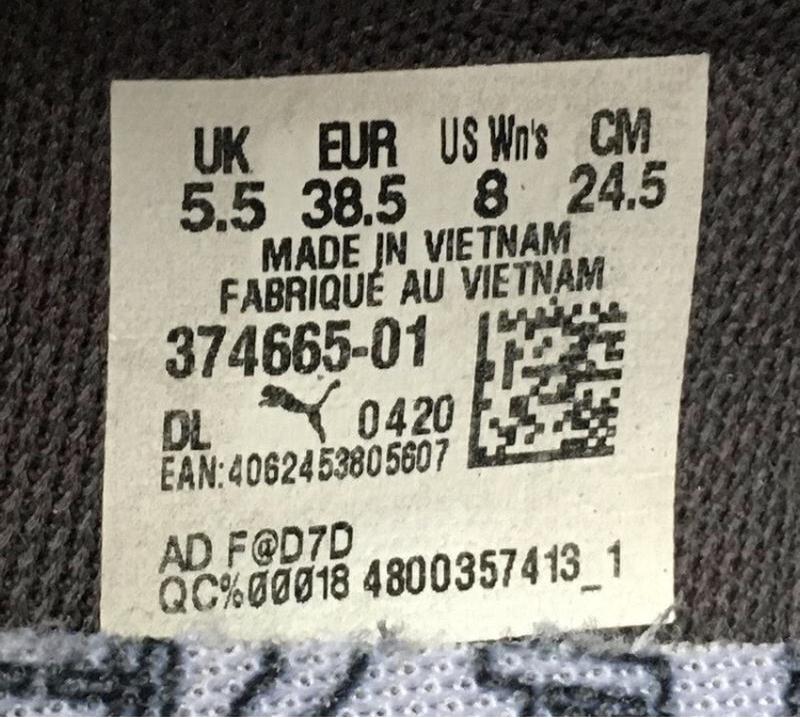 UK EUR US Wn's CM
5.5 38.5 8 24.5
MADE IN VIETNAM
FABRIQUÉ AU VIETNAM
374665-01
DL 0420
EAN:4062453805607
AD F@D7D
QC%00018 4800357413_1